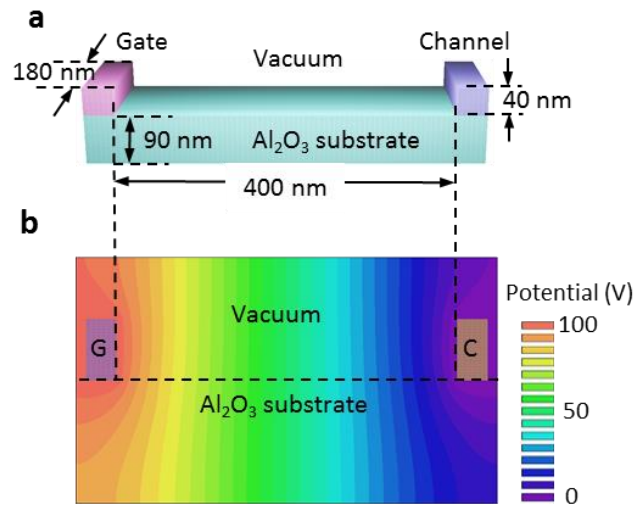 a
Gate
Vacuum
Channel
180 nm
40 nm
90 nm
Al₂O₃ substrate
400 nm
b
Potential (V)
Vacuum
100
G
C
Al₂O₃ substrate
50
0